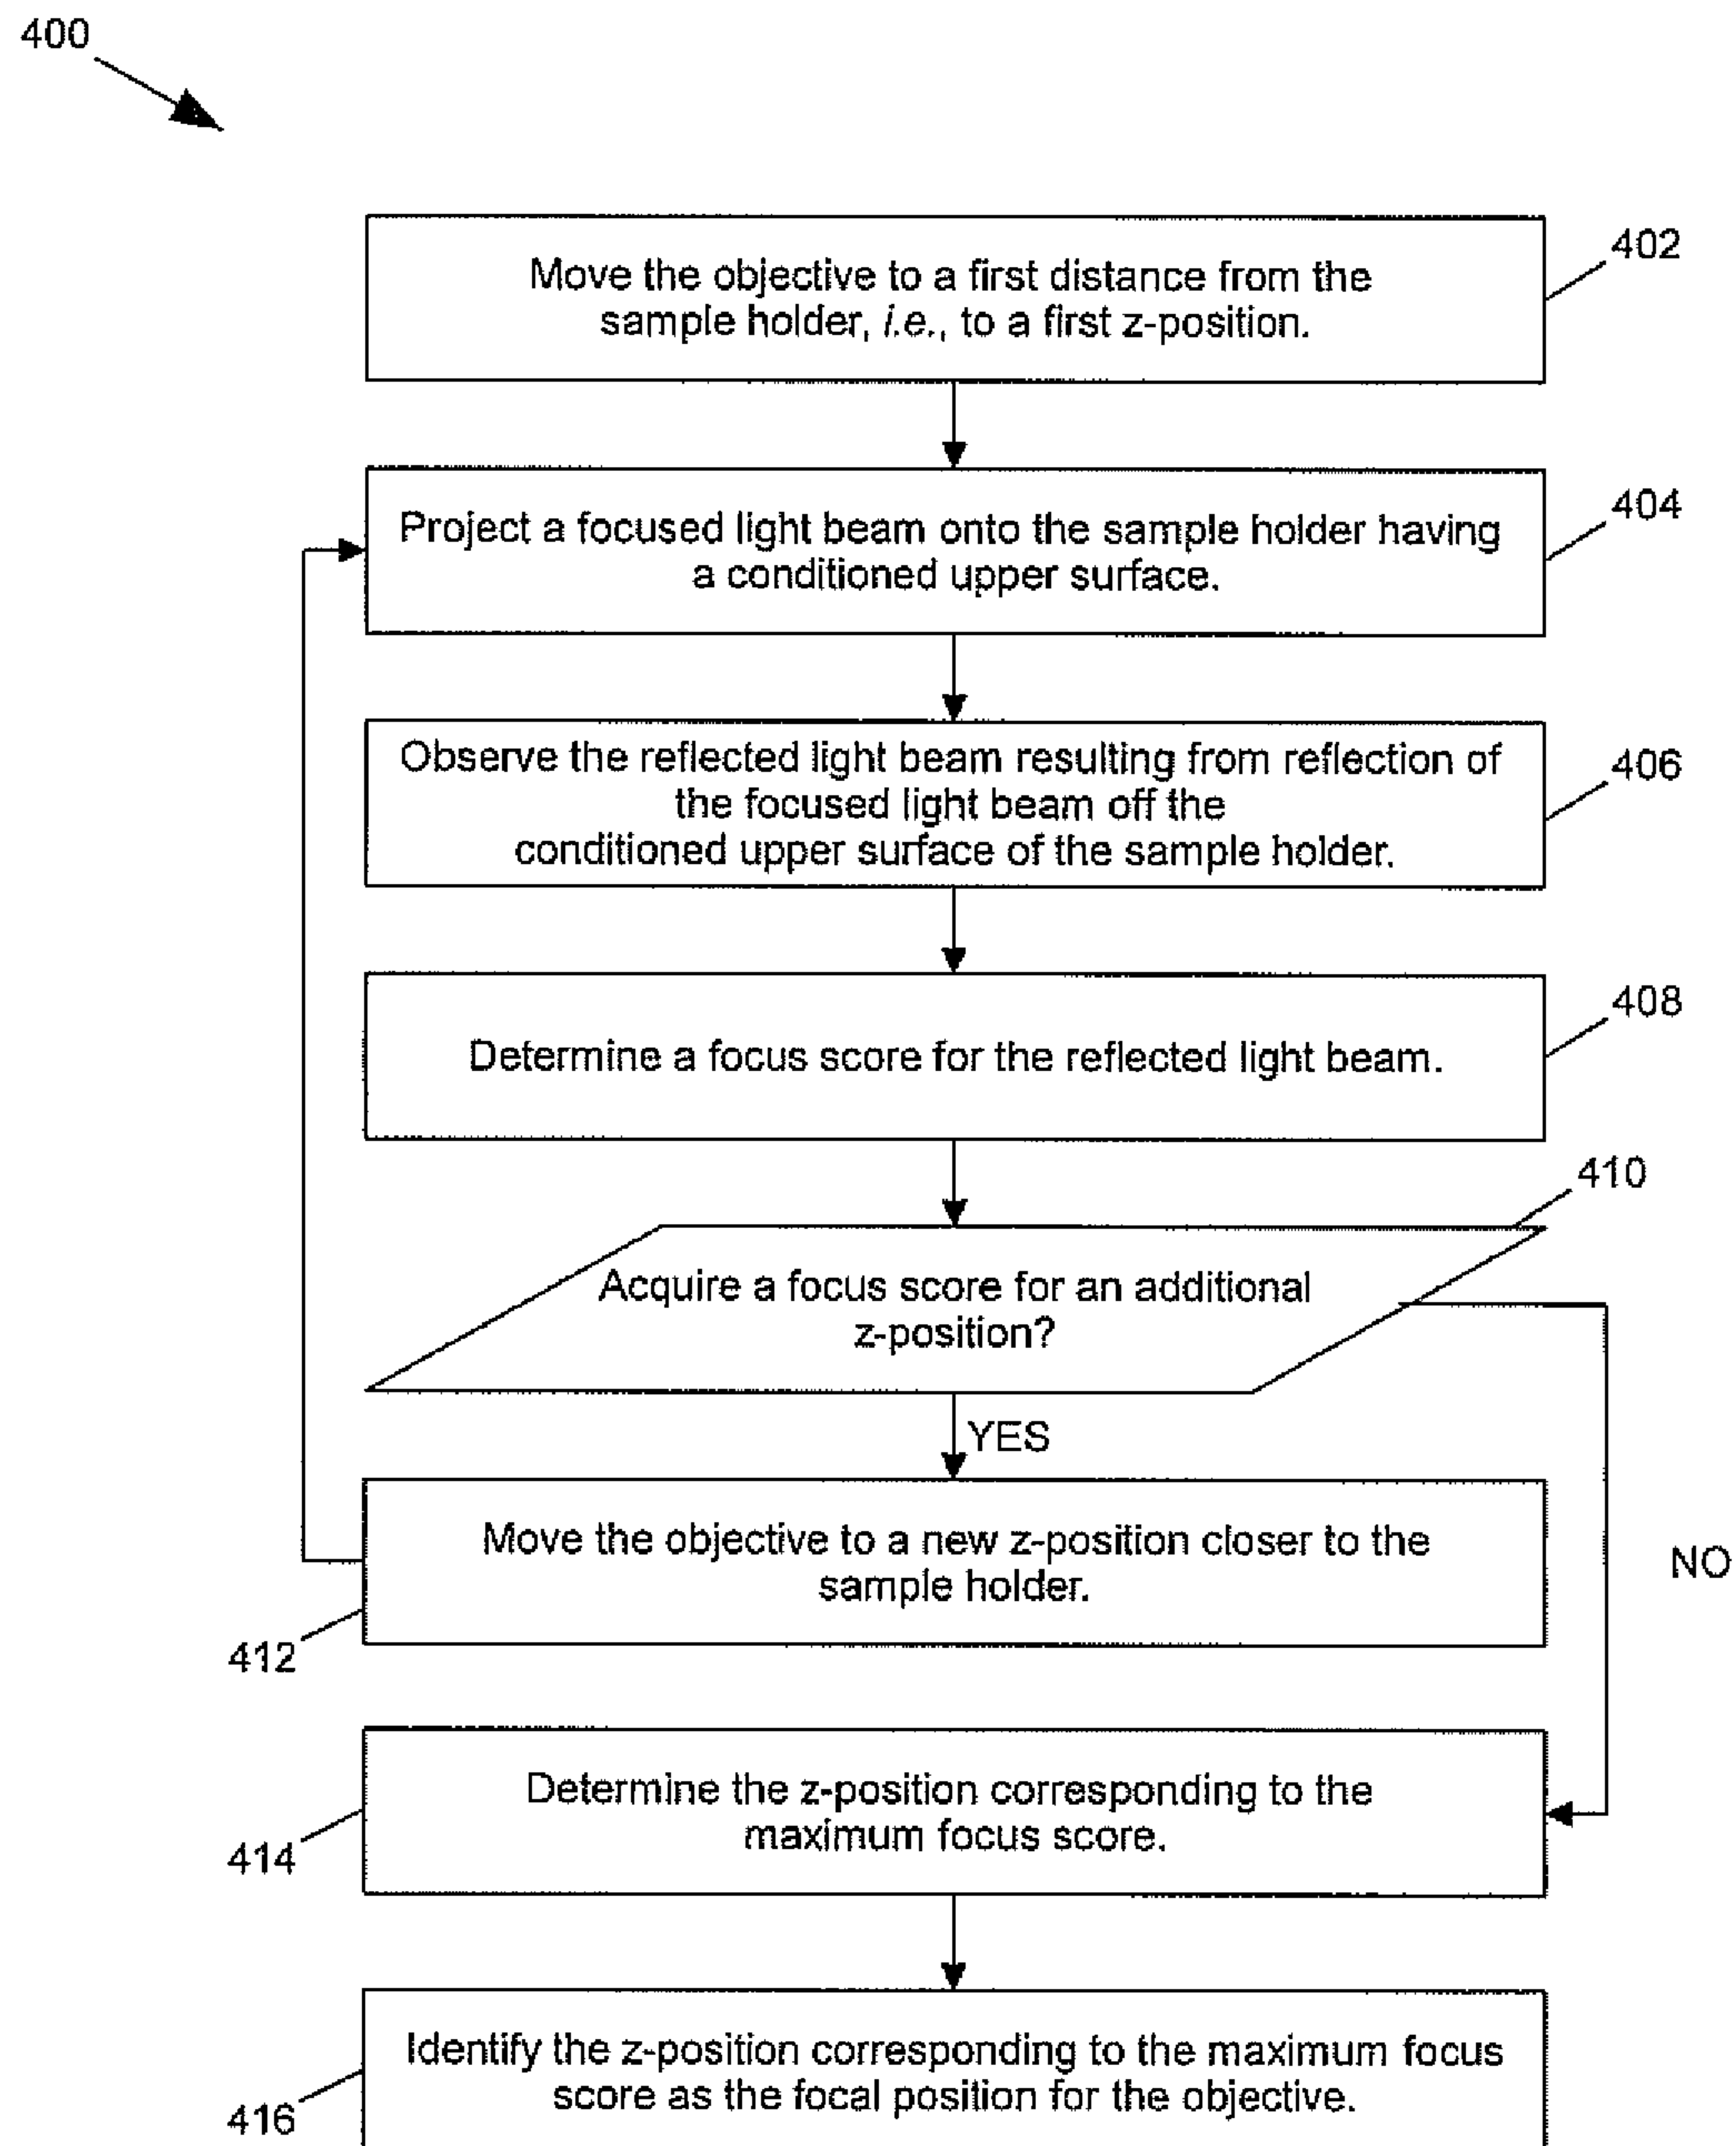 400
Move the objective to a first distance from the
sample holder, i.e., to a first z-position.
402
Project a focused light beam onto the sample holder having
a conditioned upper surface.
404
Observe the reflected light beam resulting from reflection of
the focused light beam off the
conditioned upper surface of the sample holder.
406
Determine a focus score for the reflected light beam.
408
410
Acquire a focus score for an additional
z-position?
YES
Move the objective to a new z-position closer to the
sample holder.
NO
412
Determine the z-position corresponding to the
maximum focus score.
414
Identify the z-position corresponding to the maximum focus
score as the focal position for the objective.
416